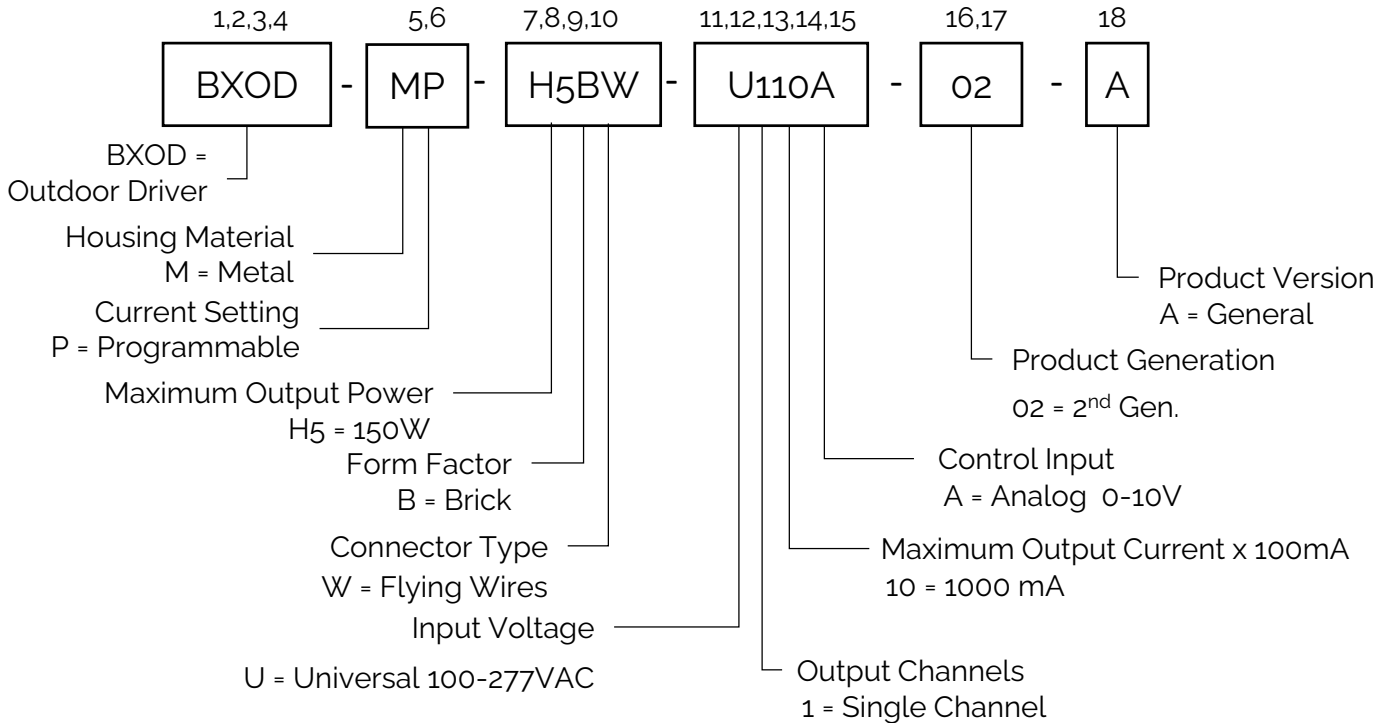 1,2,3,4 5,6 7,8,9,10 11,12,13,14,15 16,17 18
BXOD - MP - H5BW - U110A - 02 - A
BXOD =
Outdoor Driver
Housing Material
M = Metal
Current Setting
P = Programmable
Maximum Output Power
H5 = 150W
Form Factor
B = Brick
Connector Type
W = Flying Wires
Input Voltage
U = Universal 100-277VAC
Product Version
A = General
Product Generation
02 = 2nd Gen.
Control Input
A = Analog 0-10V
Maximum Output Current x 100mA
10 = 1000 mA
Output Channels
1 = Single Channel